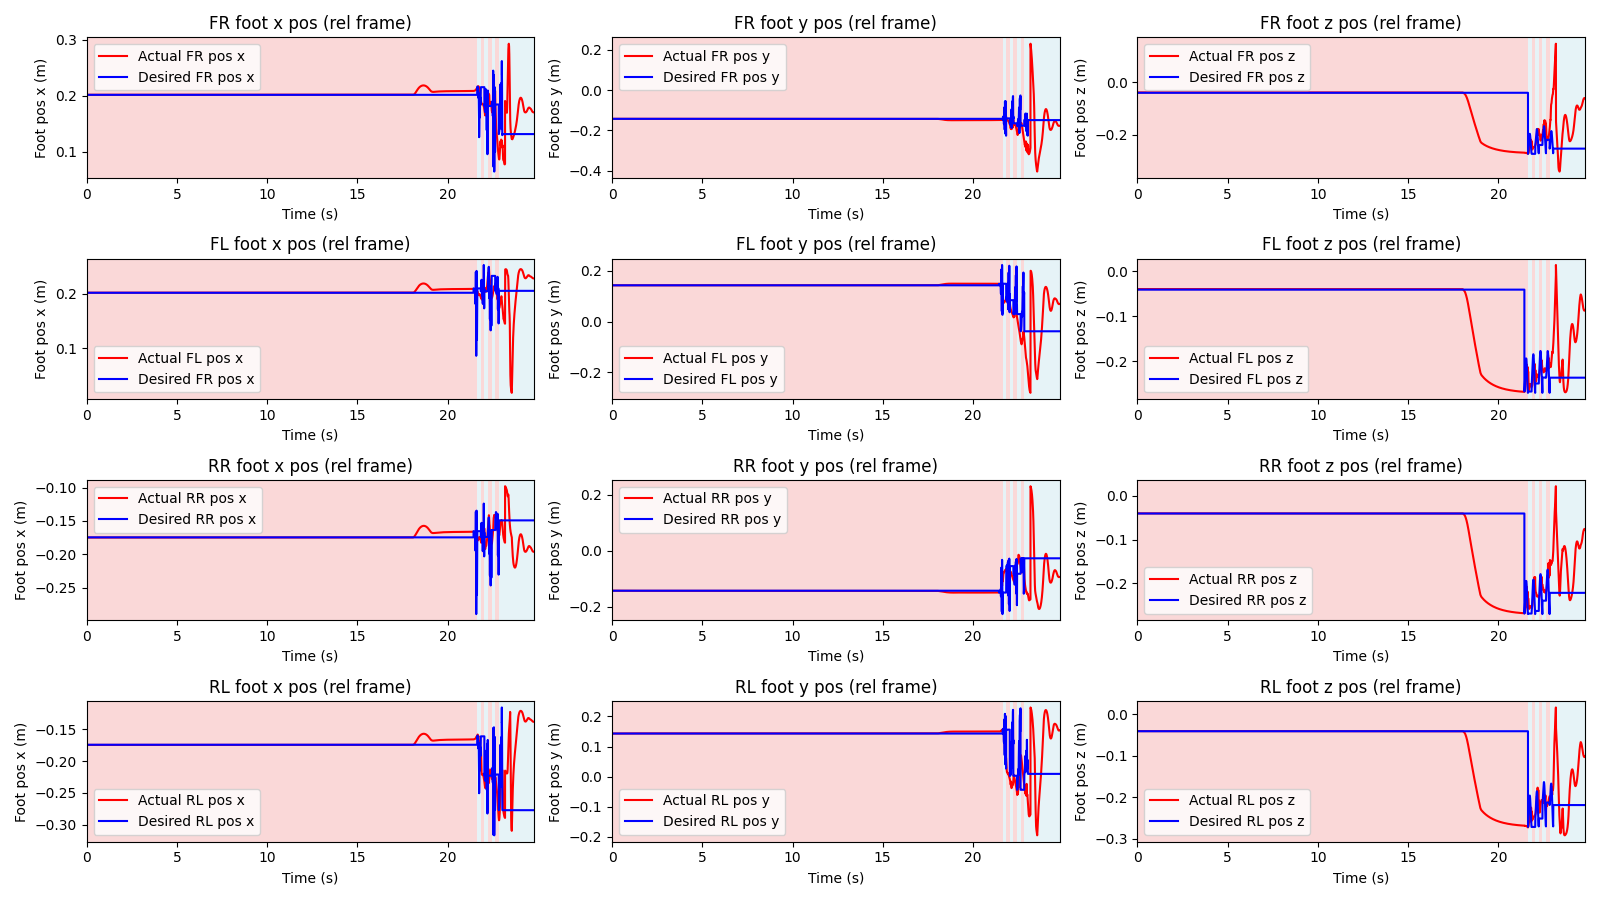 FR foot x pos (rel frame)
FR foot y pos (rel frame)
FR foot z pos (rel frame)
Foot pos x (m)
0.3
0.2
0.1
Actual FR pos x
Desired FR pos x
0 5 10 15 20
Time (s)
Foot pos y (m)
0.2
0.0
−0.2
−0.4
Actual FR pos y
Desired FR pos y
0 5 10 15 20
Time (s)
Foot pos z (m)
0.0
−0.2
Actual FR pos z
Desired FR pos z
0 5 10 15 20
Time (s)
FL foot x pos (rel frame)
FL foot y pos (rel frame)
FL foot z pos (rel frame)
Foot pos x (m)
0.2
0.1
Actual FL pos x
Desired FR pos x
0 5 10 15 20
Time (s)
Foot pos y (m)
0.2
0.0
−0.2
Actual FL pos y
Desired FL pos y
0 5 10 15 20
Time (s)
Foot pos z (m)
0.0
−0.1
−0.2
Actual FL pos z
Desired FL pos z
0 5 10 15 20
Time (s)
RR foot x pos (rel frame)
RR foot y pos (rel frame)
RR foot z pos (rel frame)
Foot pos x (m)
−0.10
−0.15
−0.20
−0.25
Actual RR pos x
Desired RR pos x
0 5 10 15 20
Time (s)
Foot pos y (m)
0.2
0.0
−0.2
Actual RR pos y
Desired RR pos y
0 5 10 15 20
Time (s)
Foot pos z (m)
0.0
−0.2
Actual RR pos z
Desired RR pos z
0 5 10 15 20
Time (s)
RL foot x pos (rel frame)
RL foot y pos (rel frame)
RL foot z pos (rel frame)
Foot pos x (m)
−0.15
−0.20
−0.25
−0.30
Actual RL pos x
Desired RL pos x
0 5 10 15 20
Time (s)
Foot pos y (m)
0.2
0.1
0.0
−0.1
−0.2
Actual RL pos y
Desired RL pos y
0 5 10 15 20
Time (s)
Foot pos z (m)
0.0
−0.1
−0.2
−0.3
Actual RL pos z
Desired RL pos z
0 5 10 15 20
Time (s)